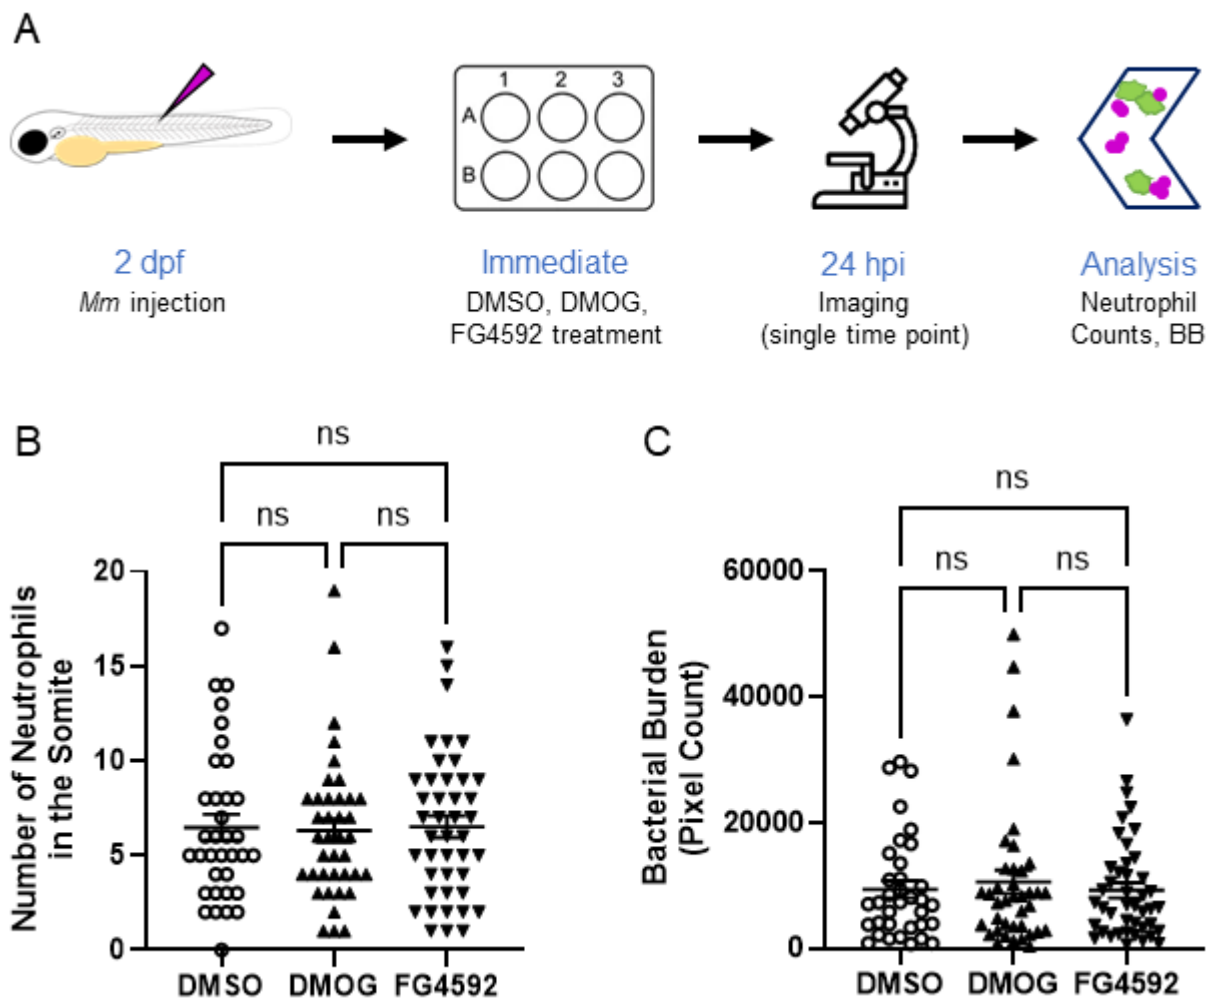 A
1 2 3
A
B
2 dpf
Mm injection
Immediate
DMSO, DMOG,
FG4592 treatment
24 hpi
Imaging
(single time point)
Analysis
Neutrophil
Counts, BB
B
ns
ns
ns
Number of Neutrophils
in the Somite
20
15
10
5
0
DMSO
DMOG
FG4592
C
ns
ns
ns
Bacterial Burden
(Pixel Count)
60000
40000
20000
0
DMSO
DMOG
FG4592